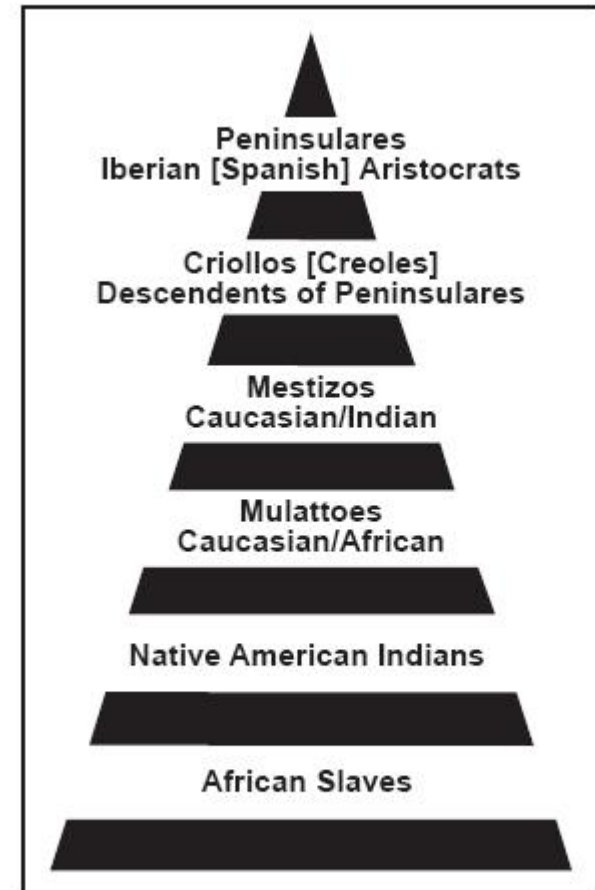 Peninsulares
Iberian [Spanish] Aristocrats
Criollos [Creoles]
Descendents of Peninsulares
Mestizos
Caucasian/Indian
Mulattoes
Caucasian/African
Native American Indians
African Slaves